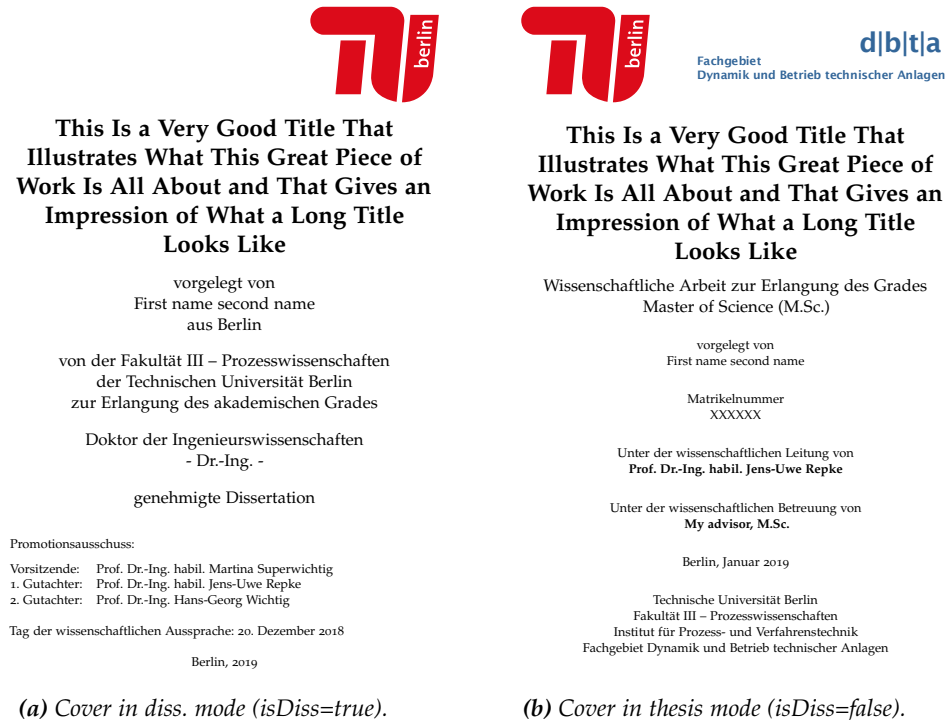 berlin
This Is a Very Good Title That
Illustrates What This Great Piece of
Work Is All About and That Gives an
Impression of What a Long Title
Looks Like
vorgelegt von
First name second name
aus Berlin
von der Fakultät III – Prozesswissenschaften
der Technischen Universität Berlin
zur Erlangung des akademischen Grades
Doktor der Ingenieurswissenschaften
- Dr.-Ing. -
genehmigte Dissertation
Promotionsausschuss:
Vorsitzende: Prof. Dr.-Ing. habil. Martina Superwichtig
1. Gutachter: Prof. Dr.-Ing. habil. Jens-Uwe Repke
2. Gutachter: Prof. Dr.-Ing. Hans-Georg Wichtig
Tag der wissenschaftlichen Aussprache: 20. Dezember 2018
Berlin, 2019
(a) Cover in diss. mode (isDiss=true).
berlin
d|b|t|a
Fachgebiet
Dynamik und Betrieb technischer Anlagen
This Is a Very Good Title That
Illustrates What This Great Piece of
Work Is All About and That Gives an
Impression of What a Long Title
Looks Like
Wissenschaftliche Arbeit zur Erlangung des Grades
Master of Science (M.Sc.)
vorgelegt von
First name second name
Matrikelnummer
XXXXXX
Unter der wissenschaftlichen Leitung von
Prof. Dr.-Ing. habil. Jens-Uwe Repke
Unter der wissenschaftlichen Betreuung von
My advisor, M.Sc.
Berlin, Januar 2019
Technische Universität Berlin
Fakultät III – Prozesswissenschaften
Institut für Prozess- und Verfahrenstechnik
Fachgebiet Dynamik und Betrieb technischer Anlagen
(b) Cover in thesis mode (isDiss=false).